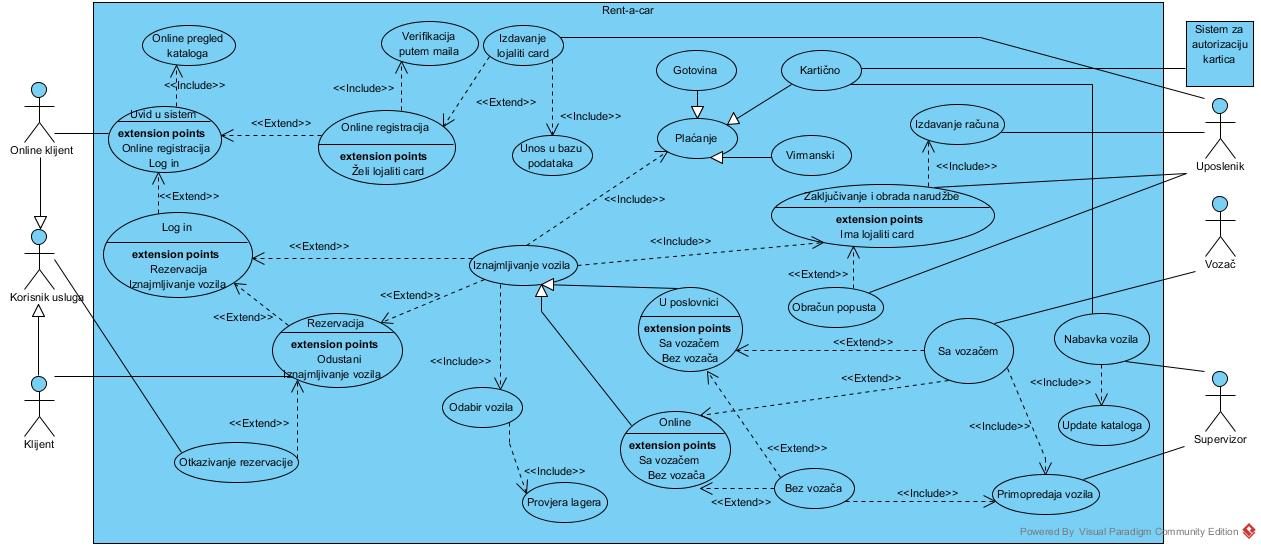 Rent-a-car
Online pregled
kataloga
<<Include>>
Uvid u sistem
extension points
Online registracija
Log in
Online klijent
<<Extend>>
Verifikacija
putem maila
<<Include>>
Online registracija
extension points
Želi lojaliti card
<<Extend>>
Izdavanje
lojaliti card
<<Extend>>
<<Include>>
Unos u bazu
podataka
Gotovina
Kartično
Plaćanje
Virmanski
<<Include>>
Sistem za
autorizaciju
kartica
Izdavanje računa
<<Include>>
Uposlenik
Zaključivanje i obrada narudžbe
extension points
Ima lojaliti card
<<Include>>
<<Extend>>
Obračun popusta
Vozač
Log in
extension points
Rezervacija
Iznajmljivanje vozila
Korisnik usluga
<<Extend>>
Iznajmljivanje vozila
<<Extend>>
<<Extend>>
Rezervacija
extension points
Odustani
Iznajmljivanje vozila
Klijent
<<Extend>>
Otkazivanje rezervacije
<<Include>>
Odabir vozila
<<Include>>
Provjera lagera
U poslovnici
extension points
Sa vozačem
Bez vozača
<<Extend>>
Sa vozačem
<<Extend>>
Online
extension points
Sa vozačem
Bez vozača
<<Extend>>
<<Extend>>
Bez vozača
<<Include>>
<<Include>>
Primopredaja vozila
Nabavka vozila
<<Include>>
Update kataloga
Supervizor
Powered By Visual Paradigm Community Edition